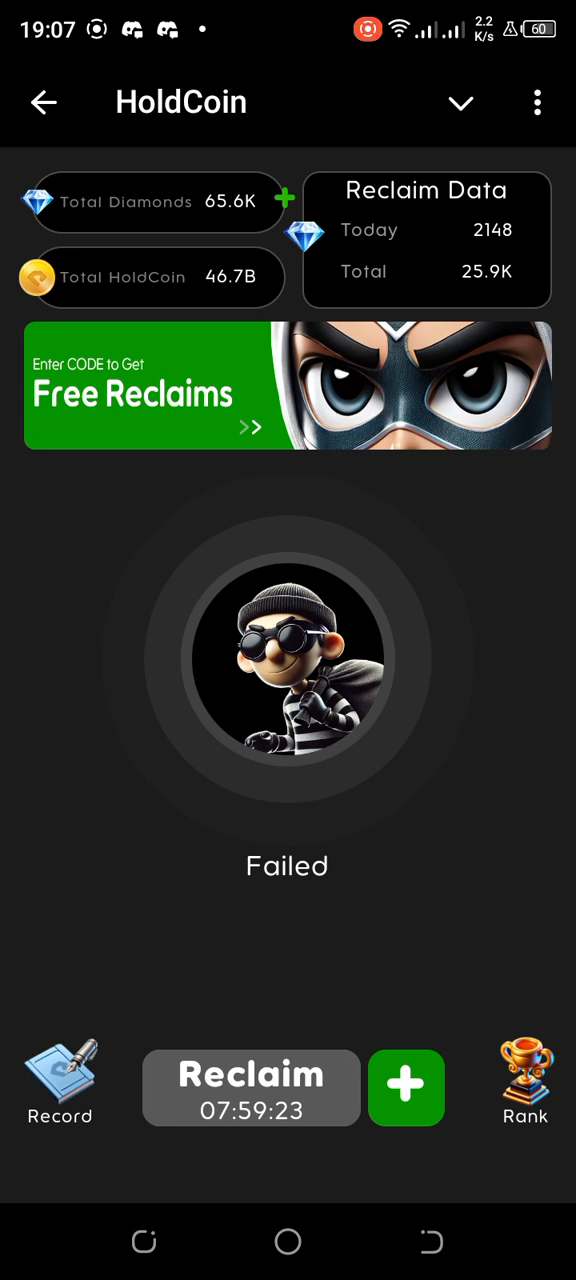 19:07
2.2
K/s
60
HoldCoin
Total Diamonds 65.6K
Total HoldCoin 46.7B
Reclaim Data
Today 2148
Total 25.9K
Enter CODE to Get
Free Reclaims
Failed
Record
Reclaim
07:59:23
Rank